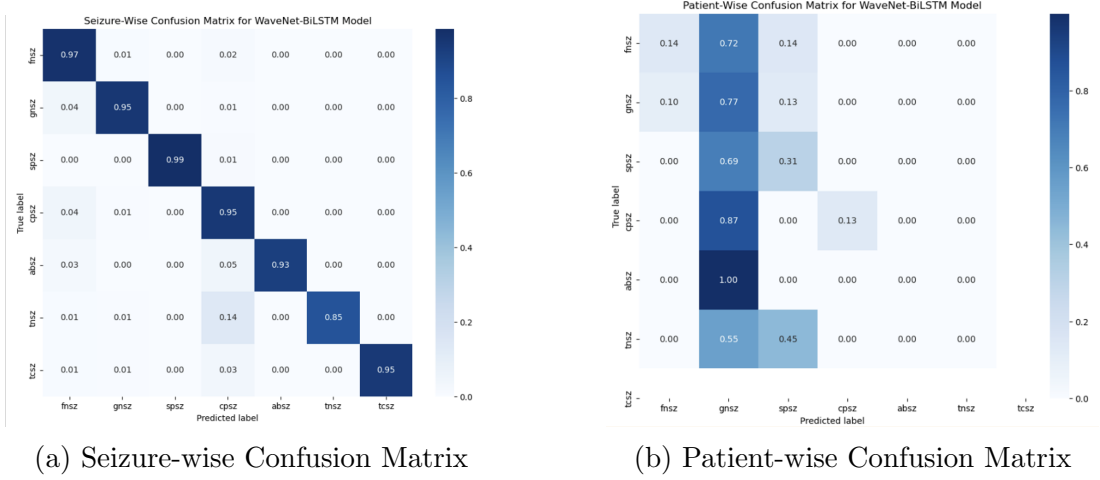 Seizure-Wise Confusion Matrix for WaveNet-BiLSTM Model
fnsz 0.97 0.01 0.00 0.02 0.00 0.00 0.00
gnsz 0.04 0.95 0.00 0.01 0.00 0.00 0.00
spsz 0.00 0.00 0.99 0.01 0.00 0.00 0.00
cpsz 0.04 0.01 0.00 0.95 0.00 0.00 0.00
absz 0.03 0.00 0.00 0.05 0.93 0.00 0.00
tnsz 0.01 0.01 0.00 0.14 0.00 0.85 0.00
tcsz 0.01 0.01 0.00 0.03 0.00 0.00 0.95
True label
fnsz gnsz spsz cpsz absz tnsz tcsz
Predicted label
0.8
0.6
0.4
0.2
0.0
(a) Seizure-wise Confusion Matrix
Patient-Wise Confusion Matrix for WaveNet-BiLSTM Model
fnsz 0.14 0.72 0.14 0.00 0.00 0.00
gnsz 0.10 0.77 0.13 0.00 0.00 0.00
spsz 0.00 0.69 0.31 0.00 0.00 0.00
cpsz 0.00 0.87 0.00 0.13 0.00 0.00
absz 0.00 1.00 0.00 0.00 0.00 0.00
tnsz 0.00 0.55 0.45 0.00 0.00 0.00
tcsz
True label
fnsz gnsz spsz cpsz absz tnsz tcsz
Predicted label
0.8
0.6
0.4
0.2
0.0
(b) Patient-wise Confusion Matrix